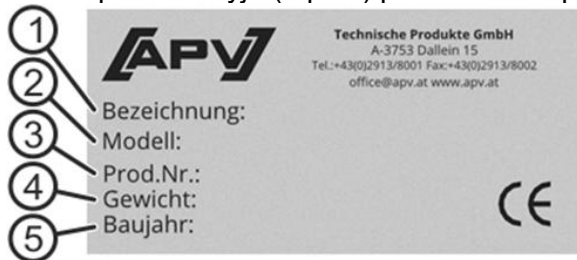 1
APV
Technische Produkte GmbH
A-3753 Dallein 15
Tel.:+43(0)2913/8001 Fax:+43(0)2913/8002
office@apv.at www.apv.at
2
Bezeichnung:
Modell:
3
Prod.Nr.:
4
Gewicht:
CE
5
Baujahr: